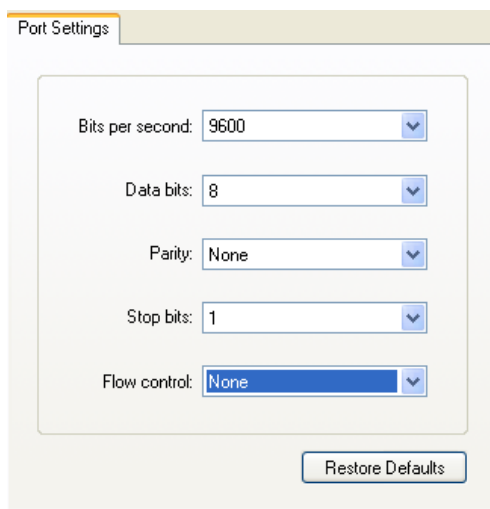 Port Settings
Bits per second: 9600
Data bits: 8
Parity: None
Stop bits: 1
Flow control: None
Restore Defaults